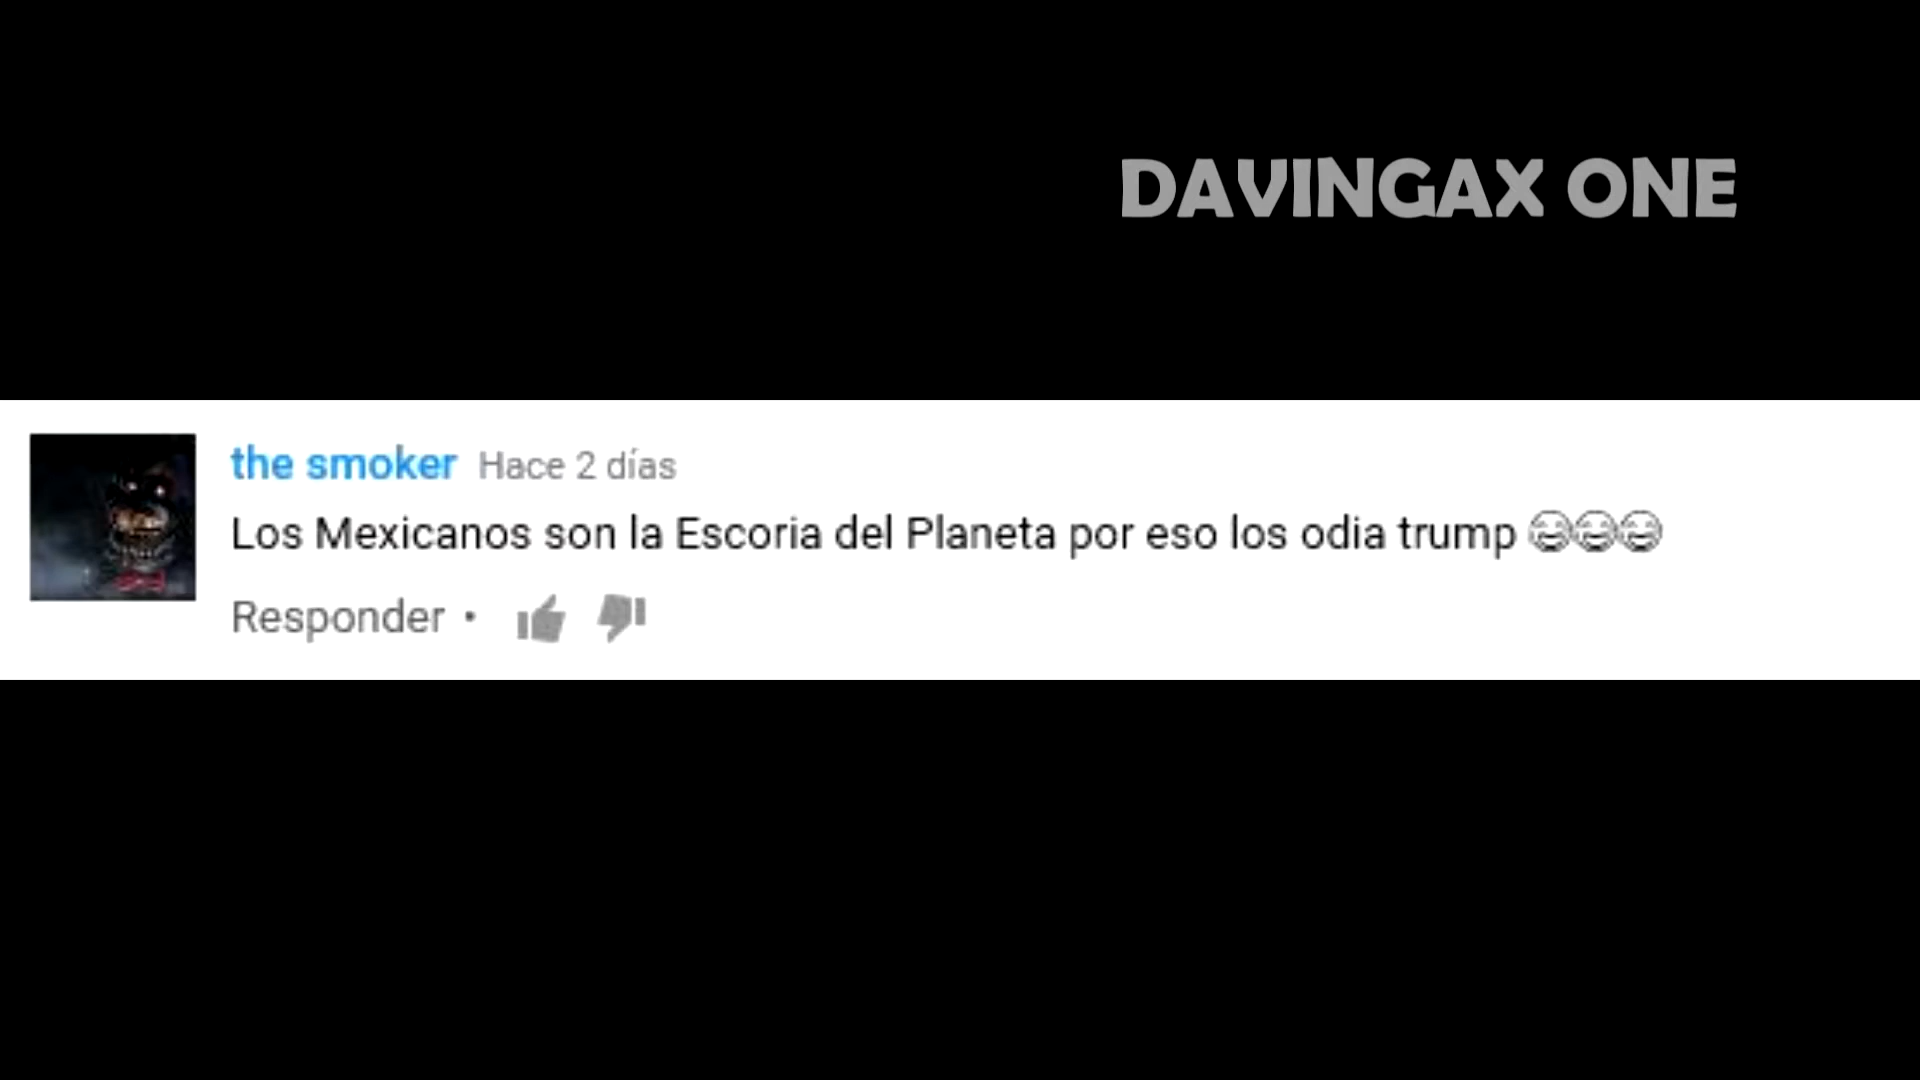 DAVINGAX ONE
the smoker Hace 2 días
Los Mexicanos son la Escoria del Planeta por eso los odia trump 😂😂😂
Responder •